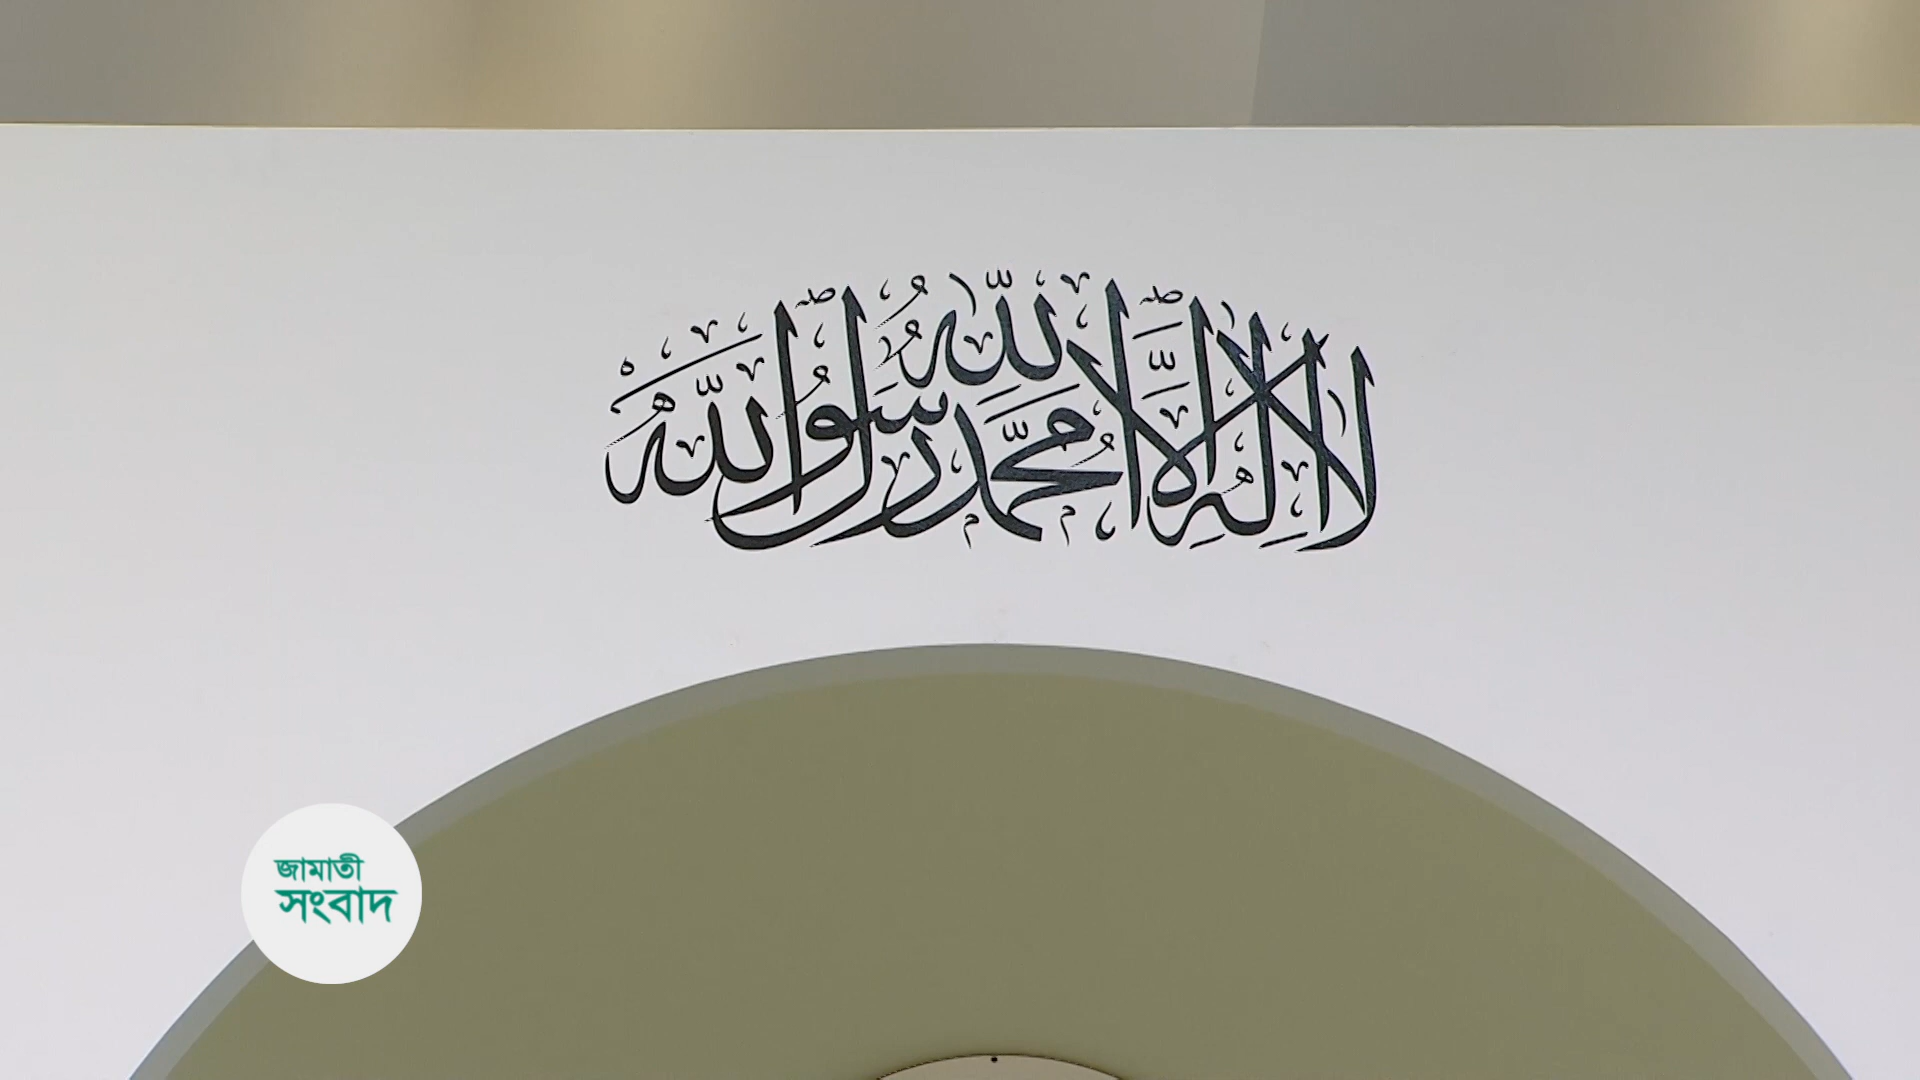 لا إله إلا الله محمد رسول الله
জামাতী
সংবাদ